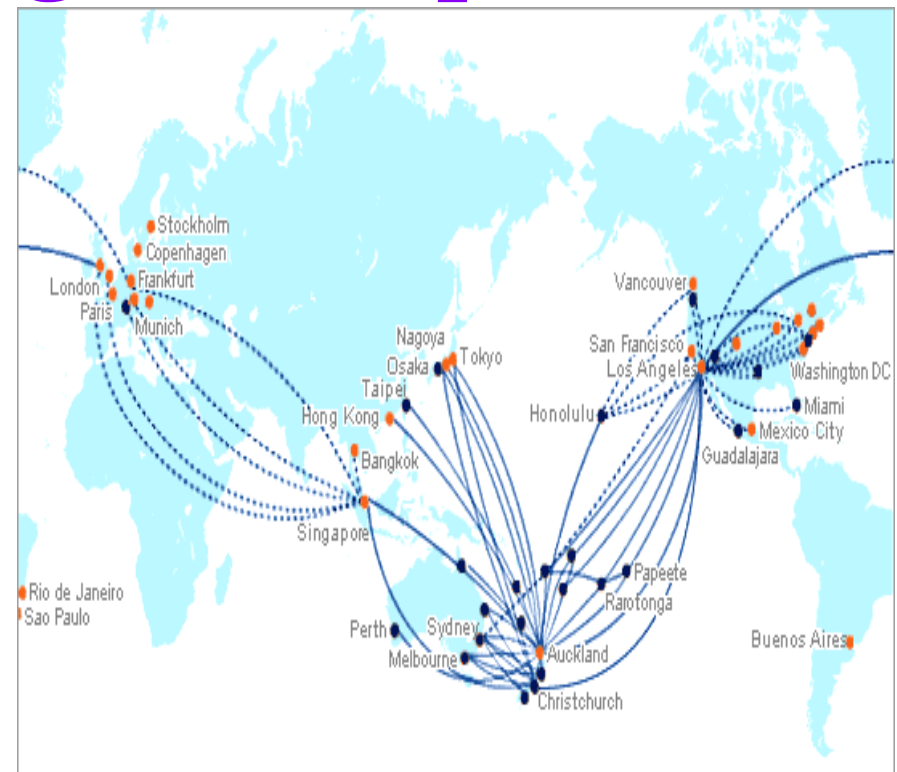 Stockholm
Copenhagen
Frankfurt
London
Paris
Munich
Vancouver
Nagoya
Tokyo
Osaka
San Francisco
Los Angeles
Washington DC
Taipei
Hong Kong
Honolulu
Miami
Mexico City
Guadalajara
Bangkok
Singapore
Papeete
Rarotonga
Rio de Janeiro
Sao Paulo
Perth
Sydney
Melbourne
Auckland
Buenos Aires
Christchurch